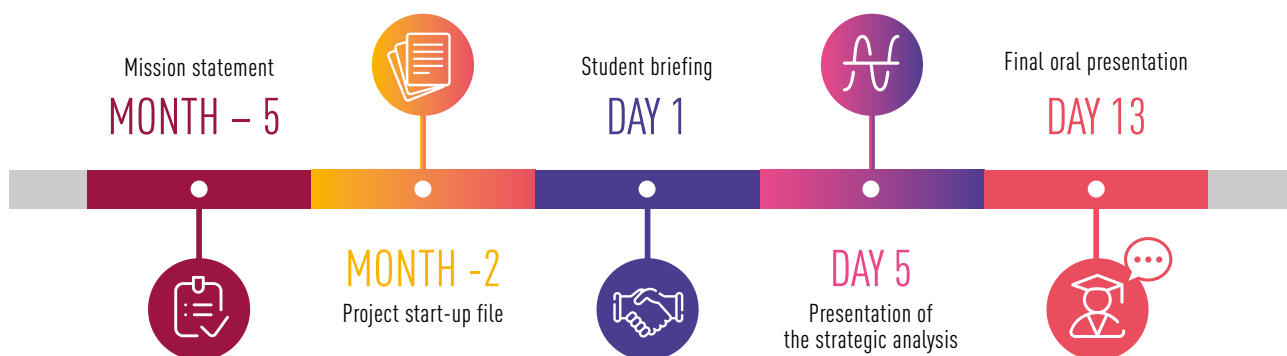 Mission statement
MONTH – 5
MONTH -2
Project start-up file
Student briefing
DAY 1
DAY 5
Presentation of
the strategic analysis
Final oral presentation
DAY 13